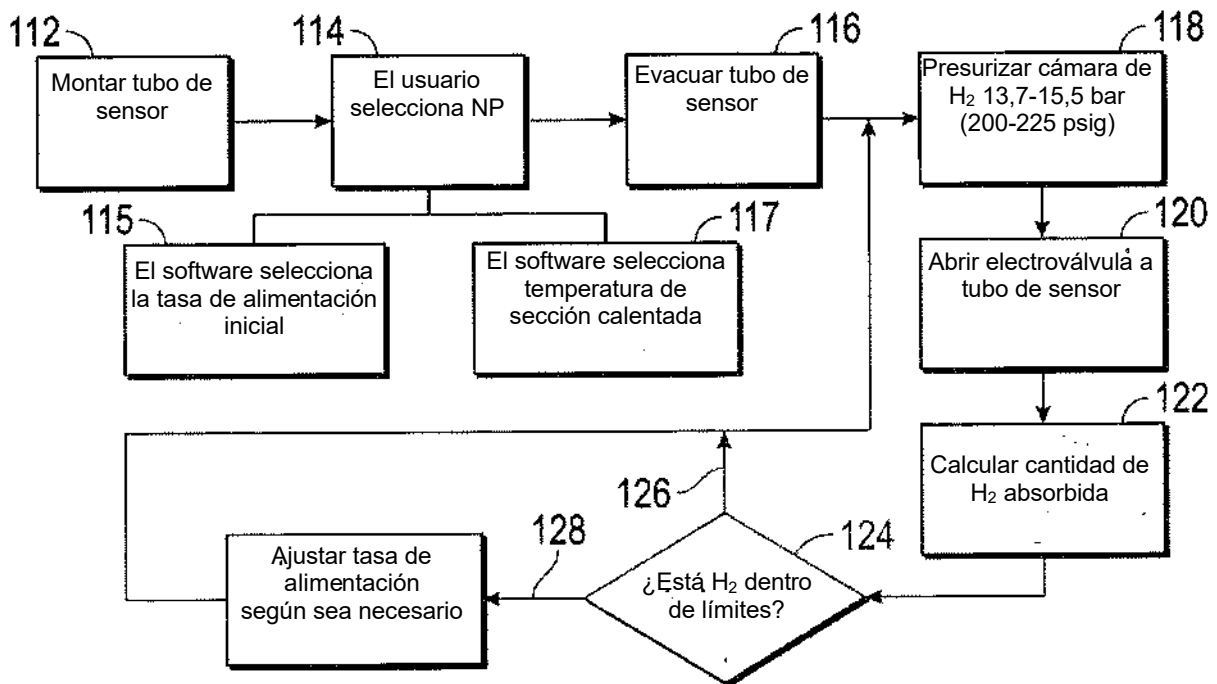 112
Montar tubo de
sensor
114
El usuario
selecciona NP
116
Evacuar tubo de
sensor
118
Presurizar cámara de
H₂ 13,7-15,5 bar
(200-225 psig)
115
El software selecciona
la tasa de alimentación
inicial
117
El software selecciona
temperatura de
sección calentada
120
Abrir electroválvula a
tubo de sensor
122
Calcular cantidad de
H₂ absorbida
124
¿Está H₂ dentro
de límites?
126
128
Ajustar tasa de
alimentación
según sea necesario